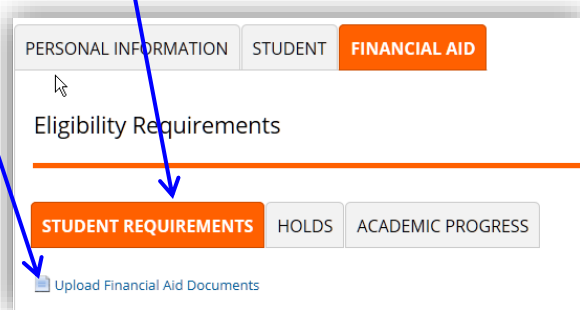 PERSONAL INFORMATION STUDENT FINANCIAL AID
Eligibility Requirements
STUDENT REQUIREMENTS HOLDS ACADEMIC PROGRESS
Upload Financial Aid Documents